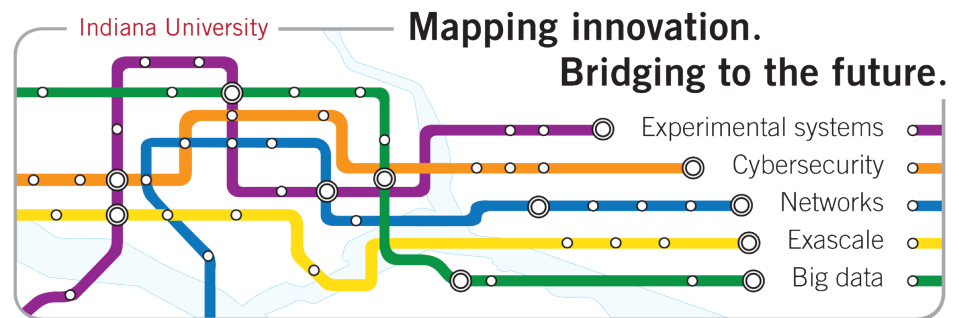 Indiana University
Mapping innovation.
Bridging to the future.
Experimental systems
Cybersecurity
Networks
Exascale
Big data